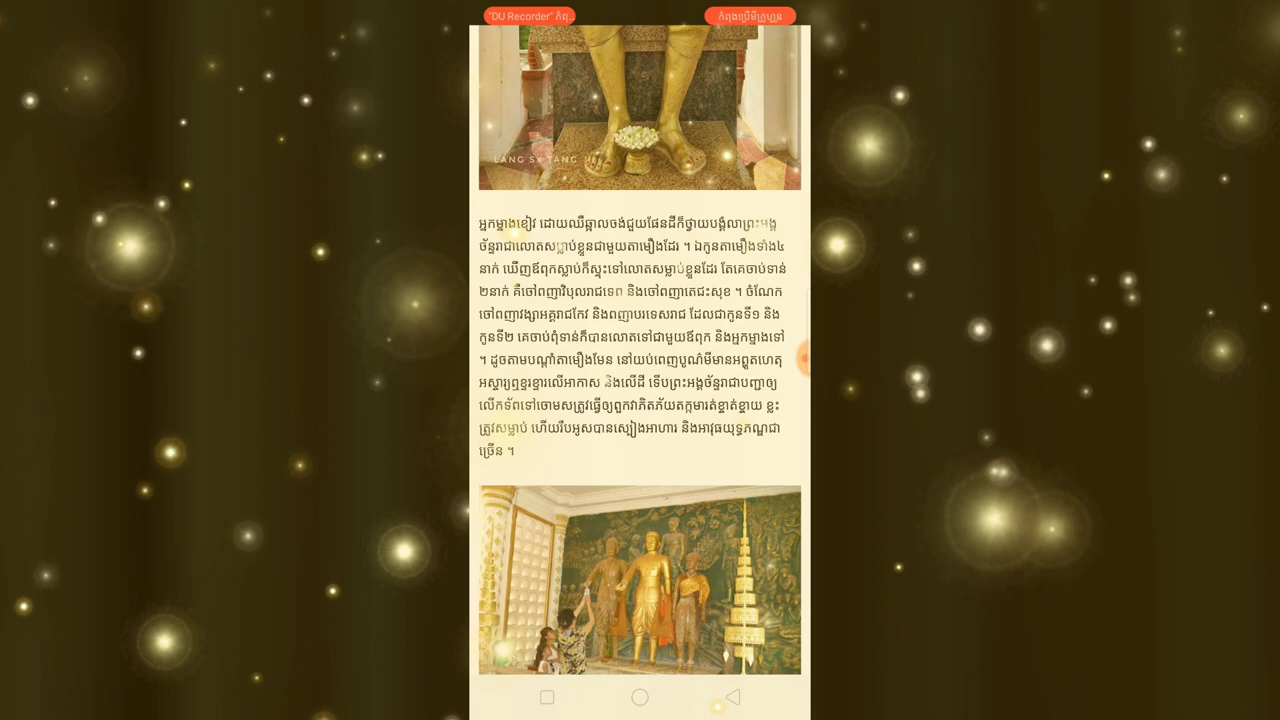 "DU Recorder" កំពុ...
កំពុងប្រើមីក្រូហ្វូន
LANG SY TANG
អ្នកម្នាងខៀវ ដោយឈឺឆ្អាលចង់ជួយផែនដីក៏ថ្វាយបង្គំលាព្រះអង្គ
ច័ន្ទរាជាលោតសម្លាប់ខ្លួនជាមួយតាមឿងដែរ ។ ឯកូនតាមឿងទាំង៤
នាក់ ឃើញឪពុកស្លាប់ក៏ស្ទុះទៅលោតសម្លាប់ខ្លួនដែរ តែគេចាប់ទាន់
២នាក់ គឺចៅពញាវិបុលរាជទេព និងចៅពញាតេជះសុខ ។ ចំណែក
ចៅពញាវង្សាអគ្គរាជកែវ និងពញាបរទេសរាជ ដែលជាកូនទី១ និង
កូនទី២ គេចាប់ពុំទាន់ក៏បានលោតទៅជាមួយឪពុក និងអ្នកម្នាងទៅ
។ ដូចតាមបណ្ដាំតាមឿងមែន នៅយប់ពេញបូណ៌មីមានអព្ភូតហេតុ
អស្ចារ្យឮខ្ទរខ្ទារលើអាកាស និងលើដី ទើបព្រះអង្គច័ន្ទរាជាបញ្ជាឲ្យ
លើកទ័ពទៅចោមសត្រូវធ្វើឲ្យពួកវាភិតភ័យតក្កមារត់ខ្ចាត់ខ្ចាយ ខ្លះ
ត្រូវសម្លាប់ ហើយរឹបអូសបានស្បៀងអាហារ និងអាវុធយុទ្ធភណ្ឌជា
ច្រើន ។